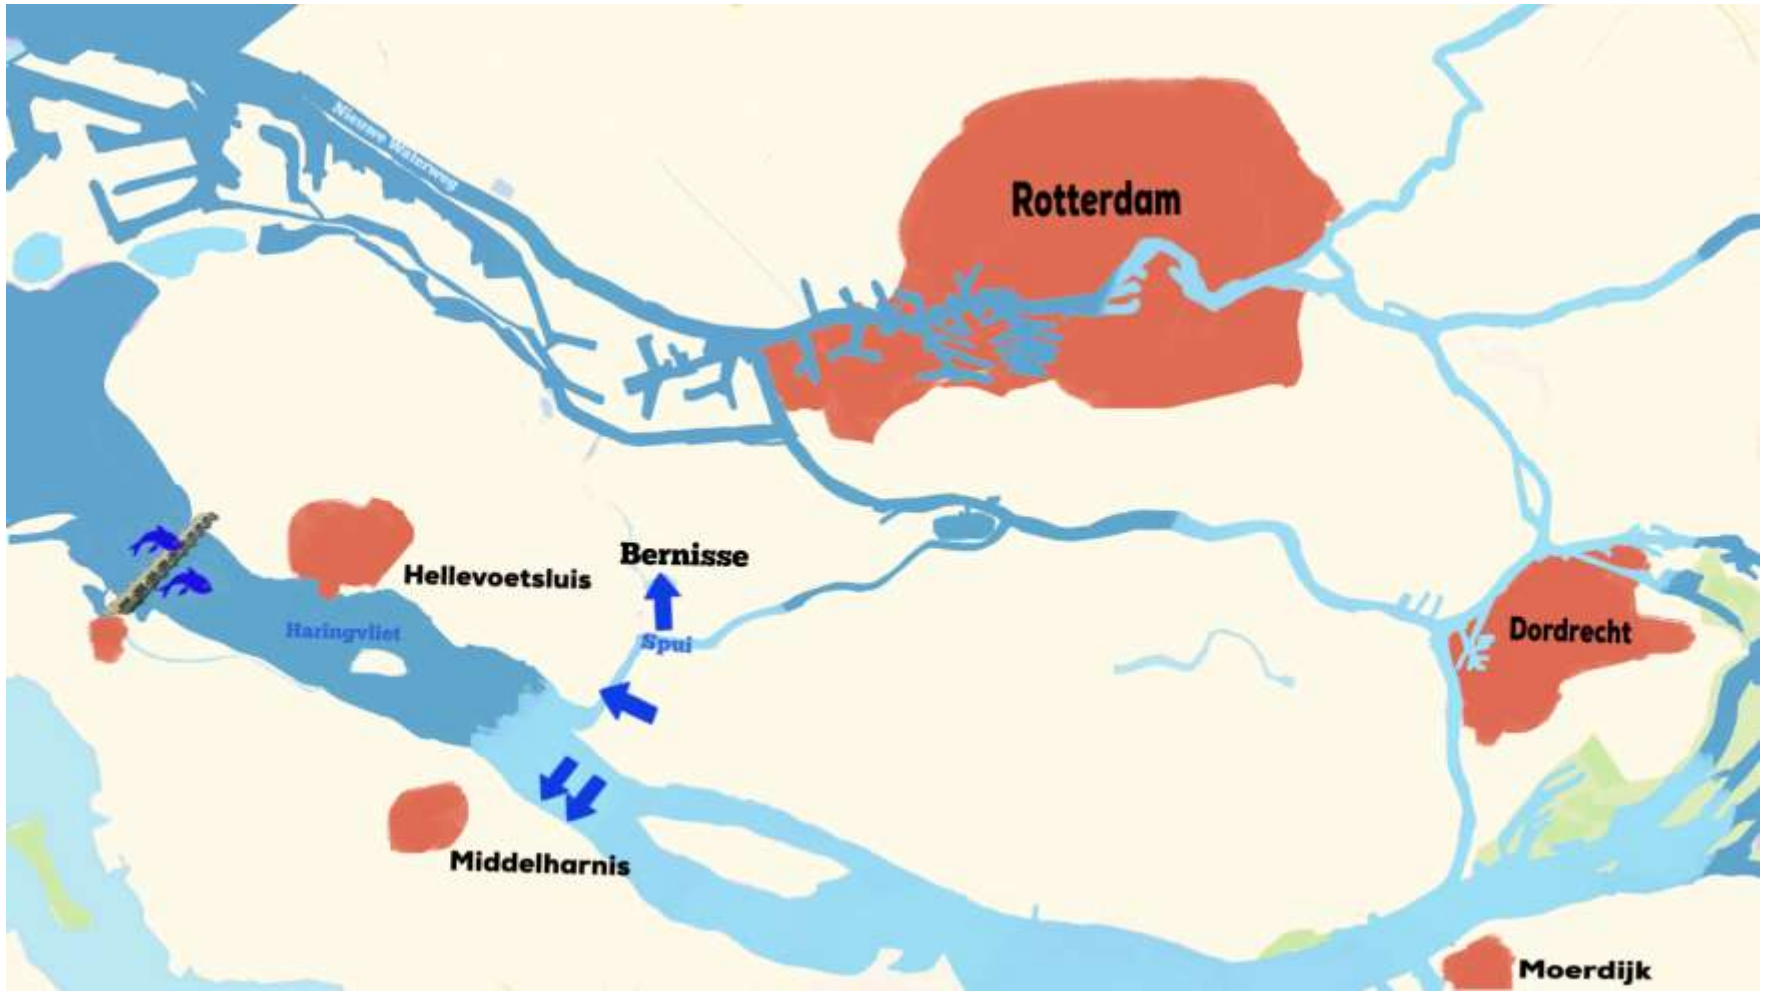 Nieuwe Waterweg
Rotterdam
Bernisse
Hellevoetsluis
Haringvliet
Spui
Dordrecht
Middelharnis
Moerdijk